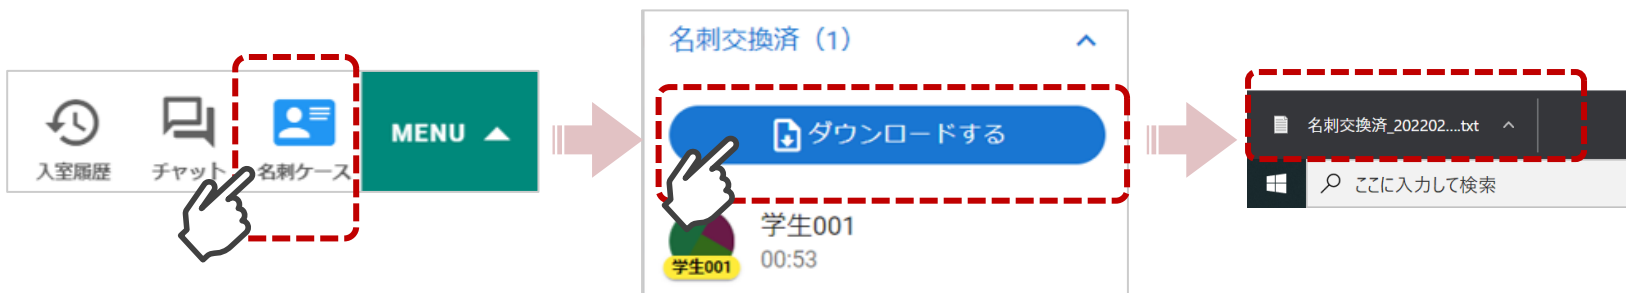 入室履歴
チャット
名刺ケース
MENU
名刺交換済（1）
ダウンロードする
学生001
00:53
学生001
名刺交換済_202202....txt
ここに入力して検索